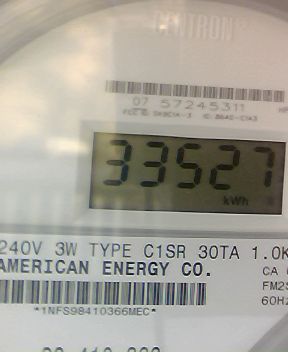 CENTRON
07 57245311
33527
kWh
240V 3W TYPE C1SR 30TA 1.0K
AMERICAN ENERGY CO.
CA
FM2S
60Hz
*1NFS98410366MEC*